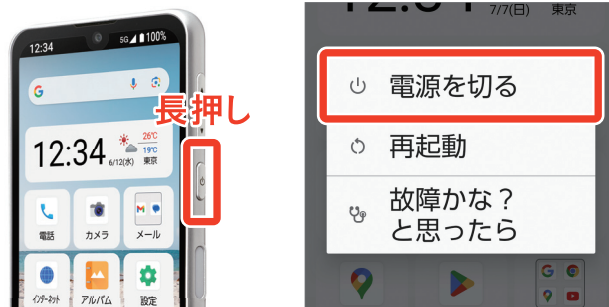 12:34
5G 100%
G
長押し
12:34
26℃
19℃
6/12(水) 東京
電話
カメラ
メール
インターネット
アルバム
設定
7/7(日) 東京
電源を切る
再起動
故障かな?
と思ったら